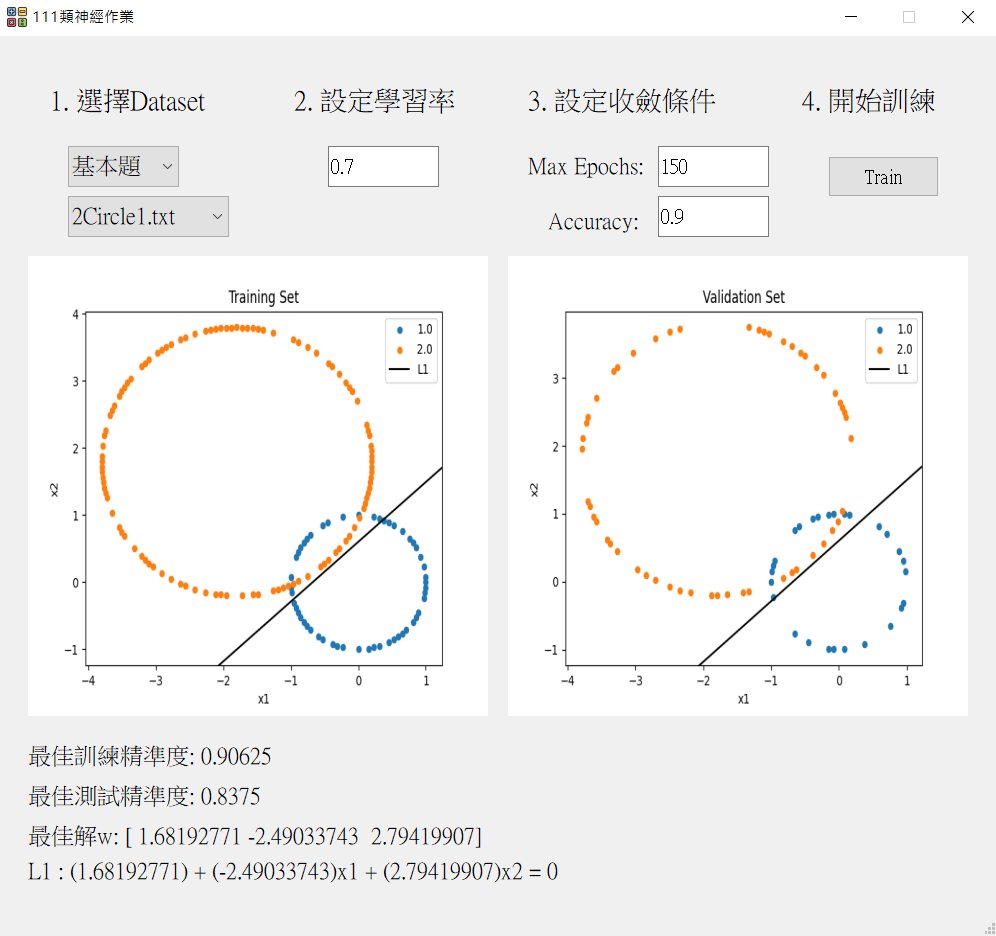 111類神經作業
1. 選擇Dataset
2. 設定學習率
3. 設定收斂條件
4. 開始訓練
基本題
2Circle1.txt
0.7
Max Epochs: 150
Accuracy: 0.9
Train
Training Set
1.0
2.0
L1
4
3
2
1
0
−1
x2
−4 −3 −2 −1 0 1
x1
Validation Set
1.0
2.0
L1
3
2
1
0
−1
x2
−4 −3 −2 −1 0 1
x1
最佳訓練精準度: 0.90625
最佳測試精準度: 0.8375
最佳解w: [ 1.68192771 -2.49033743  2.79419907]
L1 : (1.68192771) + (-2.49033743)x1 + (2.79419907)x2 = 0